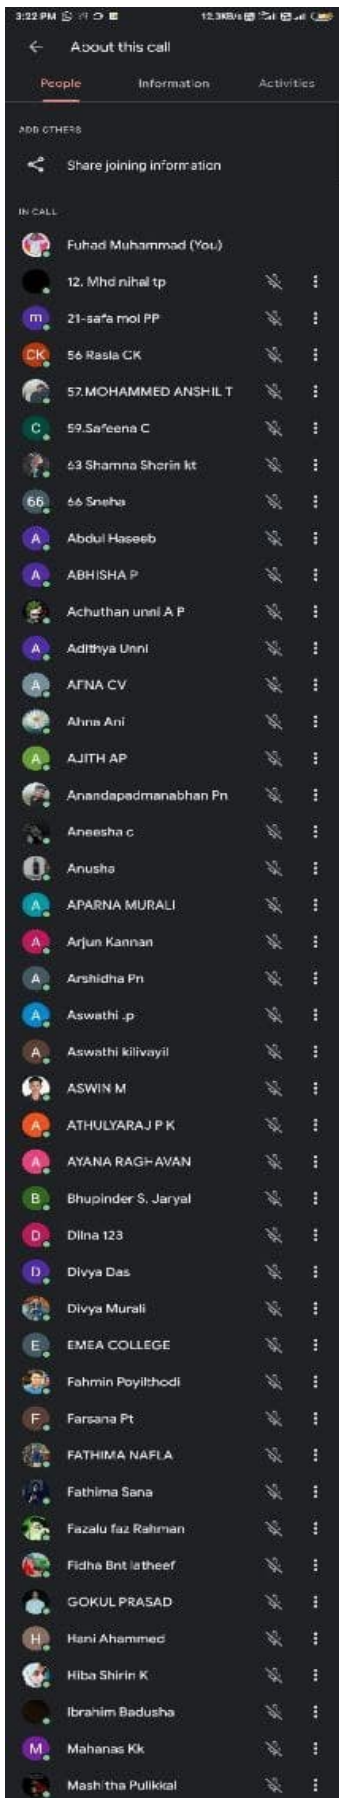 3:22 PM
12.3KB/s
About this call
People Information Activities
ADD OTHERS
Share joining information
IN CALL
Fuhad Muhammad (You)
12. Mhd nihal tp
m 21-safa mol PP
CK 56 Rasla CK
57.MOHAMMED ANSHIL T
C 59.Safeena C
63 Shamna Sherin kt
66 66 Sneha
A Abdul Haseeb
A ABHISHA P
Achuthan unni A P
A Adithya Unni
A AFNA CV
Ahna Ani
A AJITH AP
Anandapadmanabhan Pn
Aneesha c
Anusha
A APARNA MURALI
A Arjun Kannan
A Arshidha Pn
A Aswathi .p
A Aswathi kilivayil
ASWIN M
A ATHULYARAJ P K
A AYANA RAGHAVAN
B Bhupinder S. Jaryal
D Dilna 123
D Divya Das
Divya Murali
E EMEA COLLEGE
Fahmin Poyilthodi
F Farsana Pt
FATHIMA NAFLA
Fathima Sana
Fazalu faz Rahman
Fidha Bnt latheef
GOKUL PRASAD
H Hani Ahammed
Hiba Shirin K
Ibrahim Badusha
M Mahanas Kk
Mashitha Pulikkal